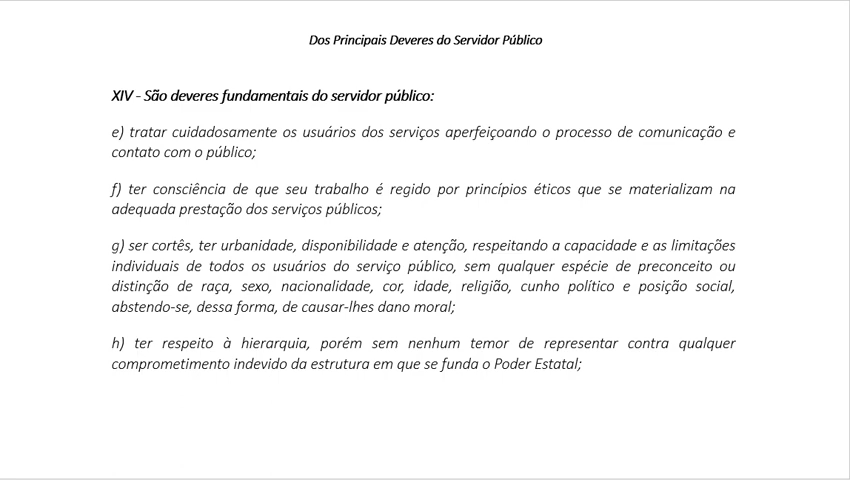 Dos Principais Deveres do Servidor Público
XIV - São deveres fundamentais do servidor público:
e) tratar cuidadosamente os usuários dos serviços aperfeiçoando o processo de comunicação e
contato com o público;
f) ter consciência de que seu trabalho é regido por princípios éticos que se materializam na
adequada prestação dos serviços públicos;
g) ser cortês, ter urbanidade, disponibilidade e atenção, respeitando a capacidade e as limitações
individuais de todos os usuários do serviço público, sem qualquer espécie de preconceito ou
distinção de raça, sexo, nacionalidade, cor, idade, religião, cunho político e posição social,
abstendo-se, dessa forma, de causar-lhes dano moral;
h) ter respeito à hierarquia, porém sem nenhum temor de representar contra qualquer
comprometimento indevido da estrutura em que se funda o Poder Estatal;